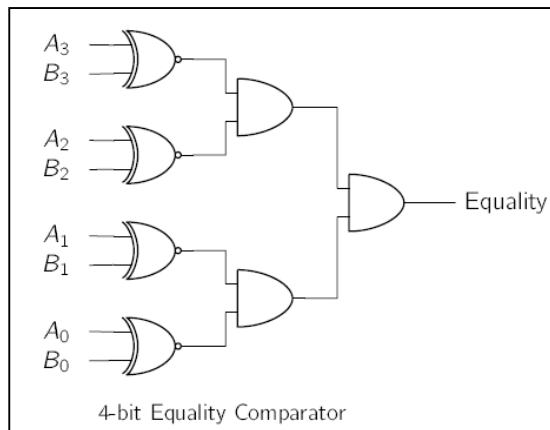 A3
B3
A2
B2
Equality
A1
B1
A0
B0
4-bit Equality Comparator